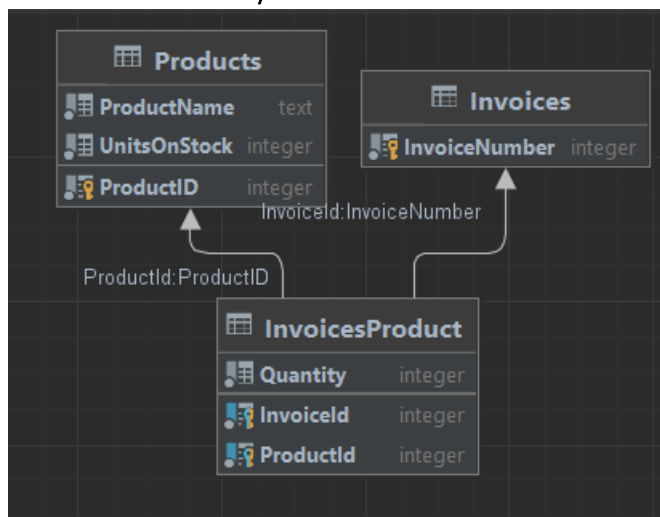 Products
ProductName text
UnitsOnStock integer
ProductID integer
Invoices
InvoiceNumber integer
InvoiceId:InvoiceNumber
ProductId:ProductID
InvoicesProduct
Quantity integer
InvoiceId integer
ProductId integer